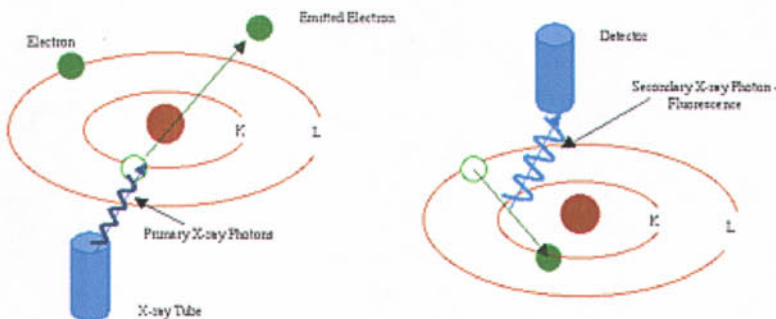 Emitted Electron
Electron
K
L
Primary X-ray Photons
X-ray Tube
Detector
Secondary X-ray Photon -
Fluorescence
K
L